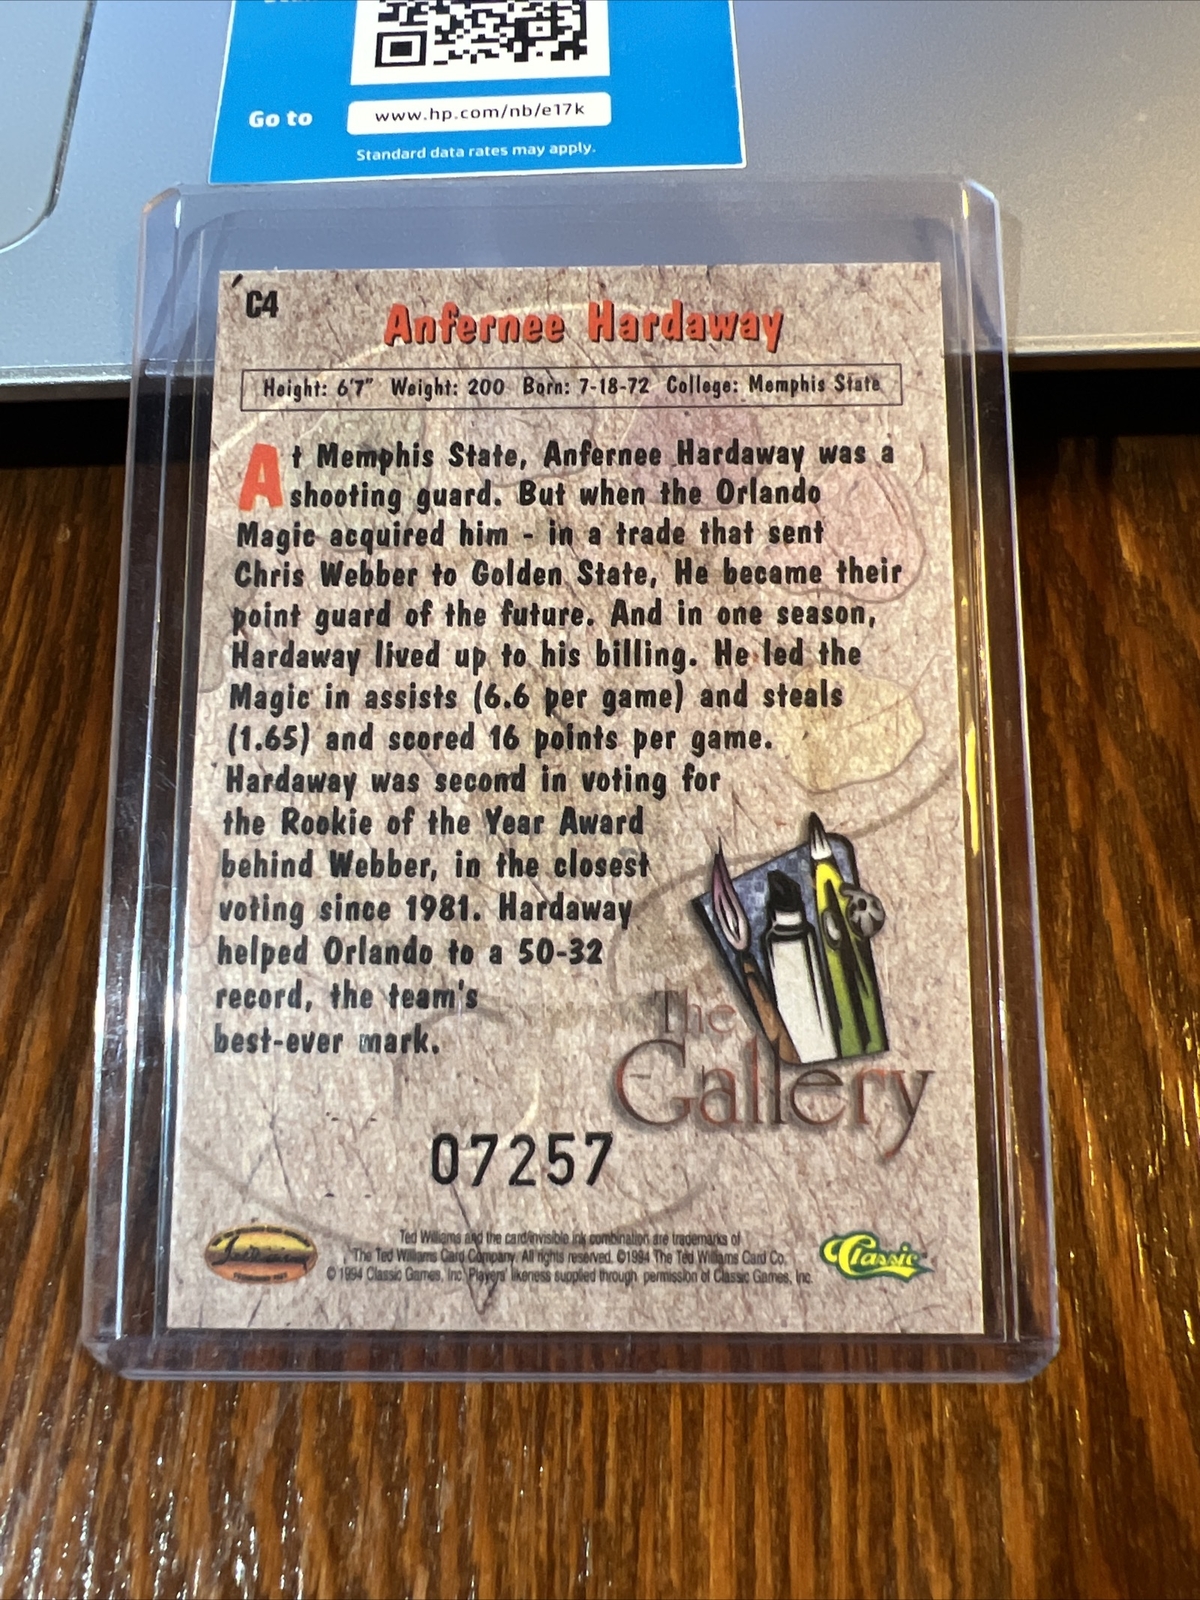 Go to
www.hp.com/nb/e17k
Standard data rates may apply.
C4
Anfernee Hardaway
Height: 6'7" Weight: 200 Born: 7-18-72 College: Memphis State
At Memphis State, Anfernee Hardaway was a
shooting guard. But when the Orlando
Magic acquired him - in a trade that sent
Chris Webber to Golden State, He became their
point guard of the future. And in one season,
Hardaway lived up to his billing. He led the
Magic in assists (6.6 per game) and steals
(1.65) and scored 16 points per game.
Hardaway was second in voting for
the Rookie of the Year Award
behind Webber, in the closest
voting since 1981. Hardaway
helped Orlando to a 50-32
record, the team's
best-ever mark.
The
Gallery
07257
Ted Williams and the card/invisible ink combination are trademarks of
The Ted Williams Card Company. All rights reserved. ©1994 The Ted Williams Card Co.
© 1994 Classic Games, Inc. Players' likeness supplied through permission of Classic Games, Inc.
Classic